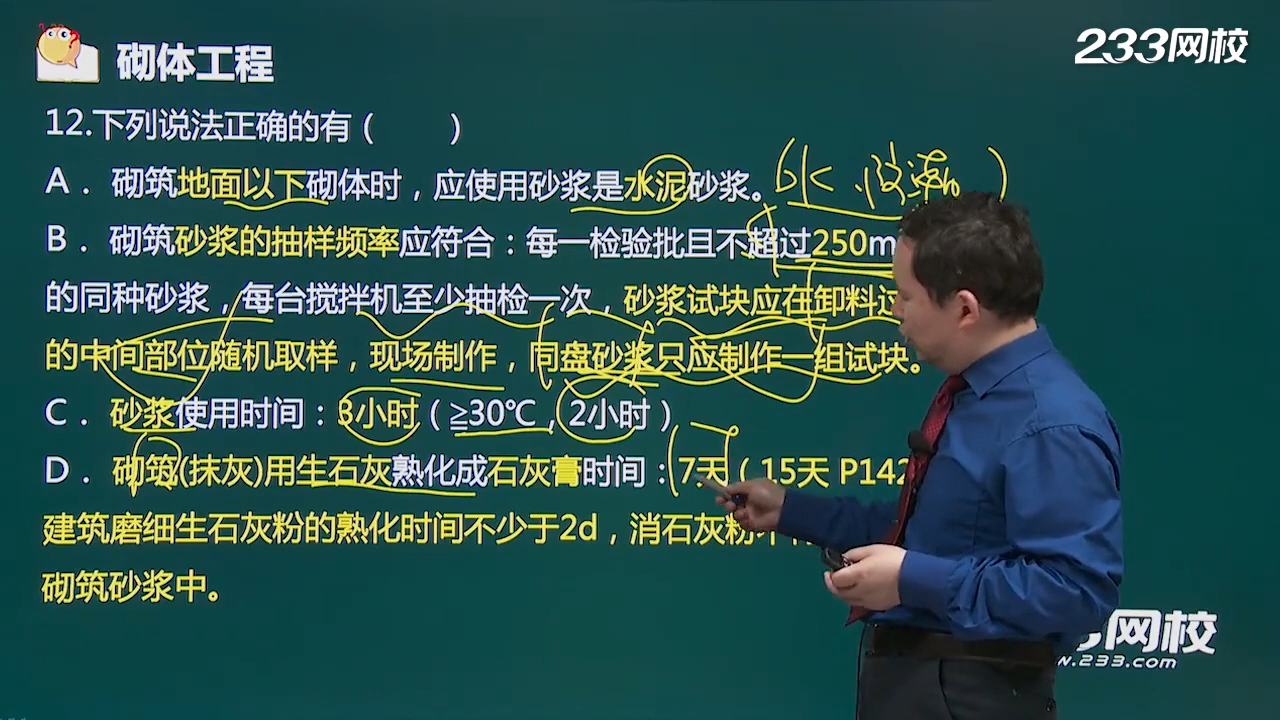 233网校
砌体工程
12.下列说法正确的有（ ）
A． 砌筑地面以下砌体时，应使用砂浆是水泥砂浆。
B． 砌筑砂浆的抽样频率应符合：每一检验批且不超过250m
的同种砂浆，每台搅拌机至少抽检一次，砂浆试块应在卸料过
的中间部位随机取样，现场制作，同盘砂浆只应制作一组试块。
C． 砂浆使用时间：3小时（≧30℃，2小时）
D． 砌筑(抹灰)用生石灰熟化成石灰膏时间：7天（15天 P142
建筑磨细生石灰粉的熟化时间不少于2d，消石灰粉不
砌筑砂浆中。
网校
w.233.com